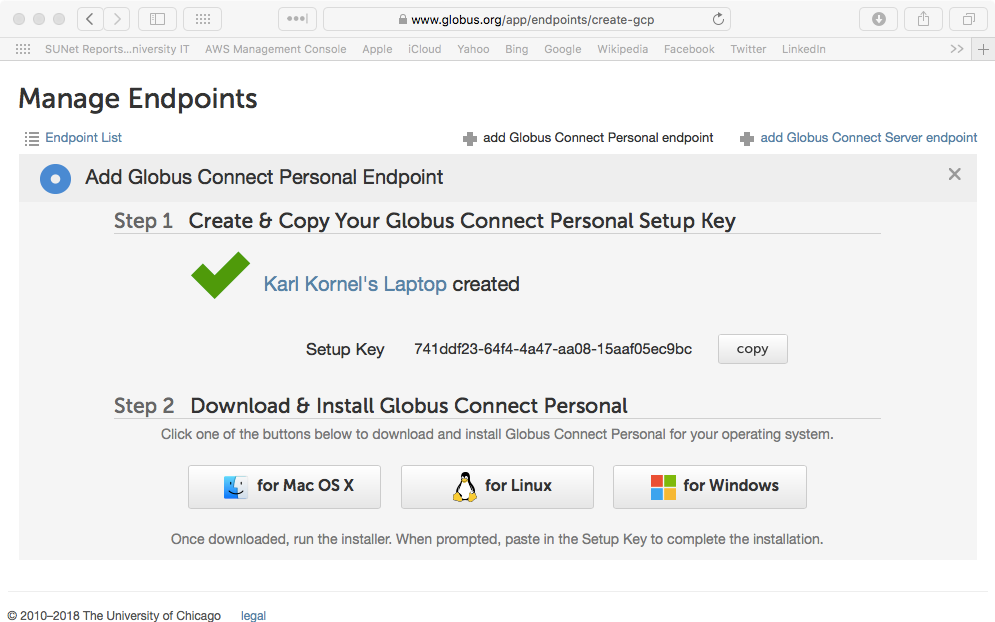 www.globus.org/app/endpoints/create-gcp
SUNet Reports...niversity IT AWS Management Console Apple iCloud Yahoo Bing Google Wikipedia Facebook Twitter LinkedIn >> +
Manage Endpoints
Endpoint List add Globus Connect Personal endpoint add Globus Connect Server endpoint
Add Globus Connect Personal Endpoint
Step 1 Create & Copy Your Globus Connect Personal Setup Key
Karl Kornel's Laptop created
Setup Key 741ddf23-64f4-4a47-aa08-15aaf05ec9bc copy
Step 2 Download & Install Globus Connect Personal
Click one of the buttons below to download and install Globus Connect Personal for your operating system.
for Mac OS X for Linux for Windows
Once downloaded, run the installer. When prompted, paste in the Setup Key to complete the installation.
© 2010–2018 The University of Chicago legal